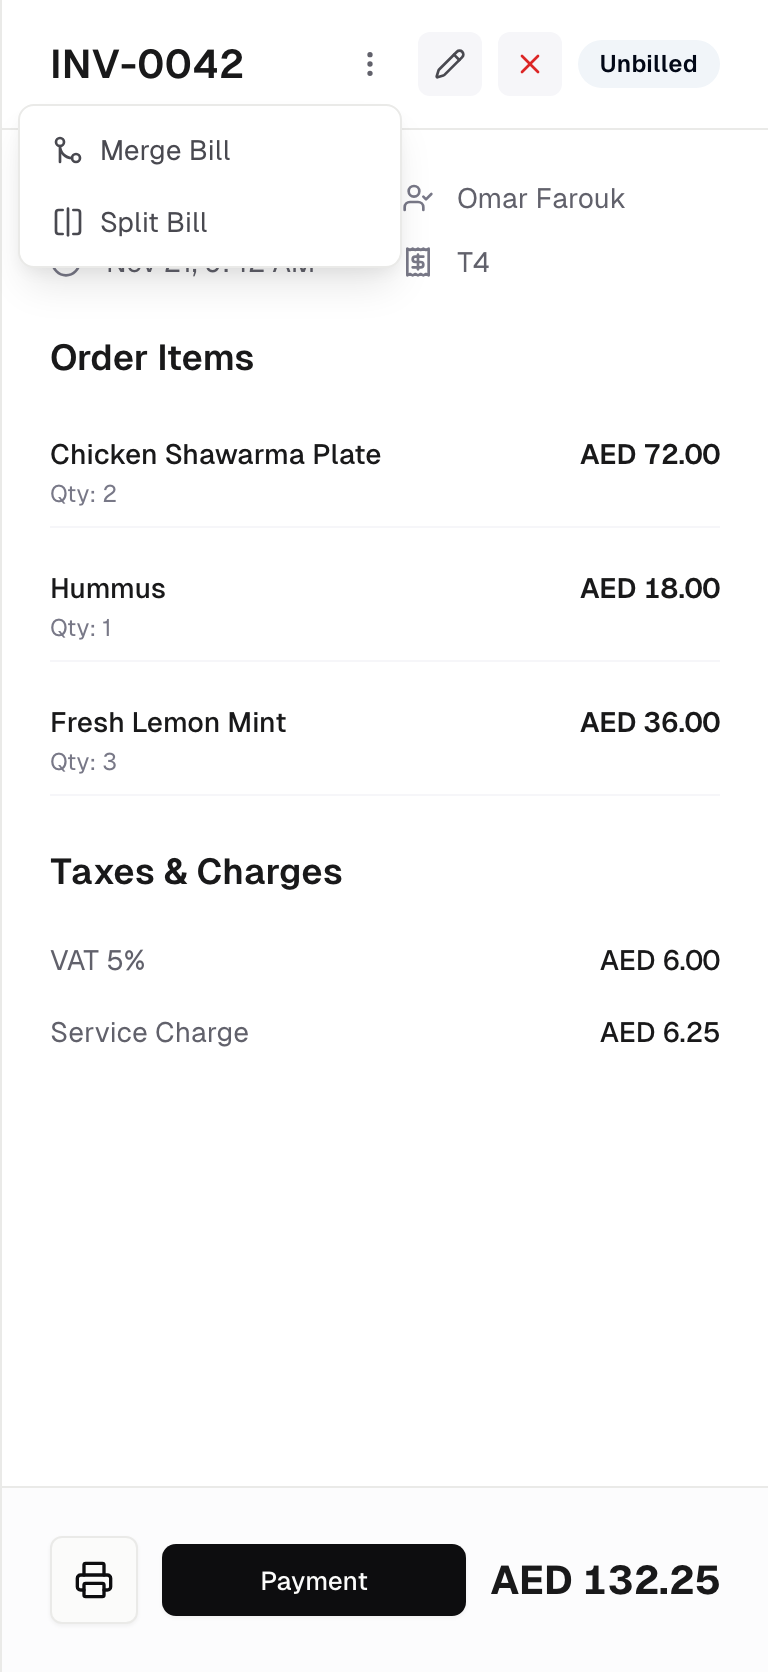 INV-0042
Unbilled
Merge Bill
Split Bill
Omar Farouk
T4
Order Items
Chicken Shawarma Plate AED 72.00
Qty: 2
Hummus AED 18.00
Qty: 1
Fresh Lemon Mint AED 36.00
Qty: 3
Taxes & Charges
VAT 5% AED 6.00
Service Charge AED 6.25
Payment AED 132.25